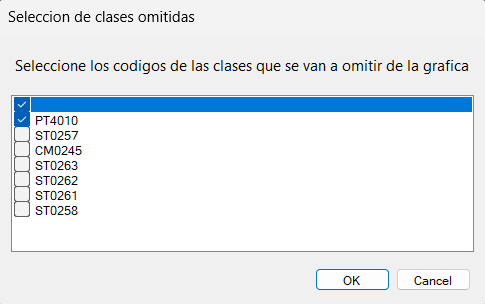 Seleccion de clases omitidas
Seleccione los codigos de las clases que se van a omitir de la grafica
PT4010
ST0257
CM0245
ST0263
ST0262
ST0261
ST0258
OK
Cancel